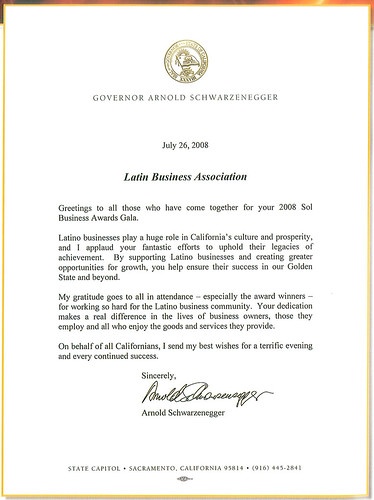 GOVERNOR ARNOLD SCHWARZENEGGER
July 26, 2008
Latin Business Association
Greetings to all those who have come together for your 2008 Sol
Business Awards Gala.
Latino businesses play a huge role in California's culture and prosperity,
and I applaud your fantastic efforts to uphold their legacies of
achievement. By supporting Latino businesses and creating greater
opportunities for growth, you help ensure their success in our Golden
State and beyond.
My gratitude goes to all in attendance – especially the award winners –
for working so hard for the Latino business community. Your dedication
makes a real difference in the lives of business owners, those they
employ and all who enjoy the goods and services they provide.
On behalf of all Californians, I send my best wishes for a terrific evening
and every continued success.
Sincerely,
Arnold Schwarzenegger
Arnold Schwarzenegger
STATE CAPITOL • SACRAMENTO, CALIFORNIA 95814 • (916) 445-2841